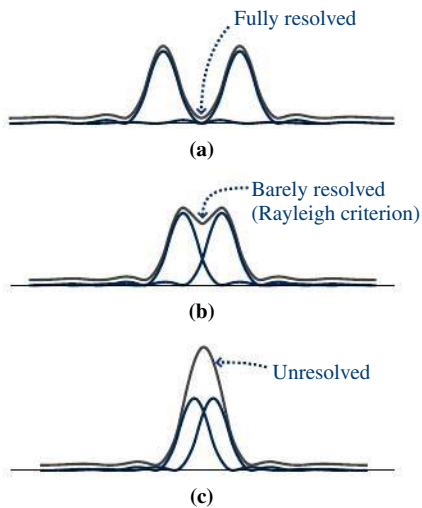 Fully resolved
(a)
Barely resolved
(Rayleigh criterion)
(b)
Unresolved
(c)